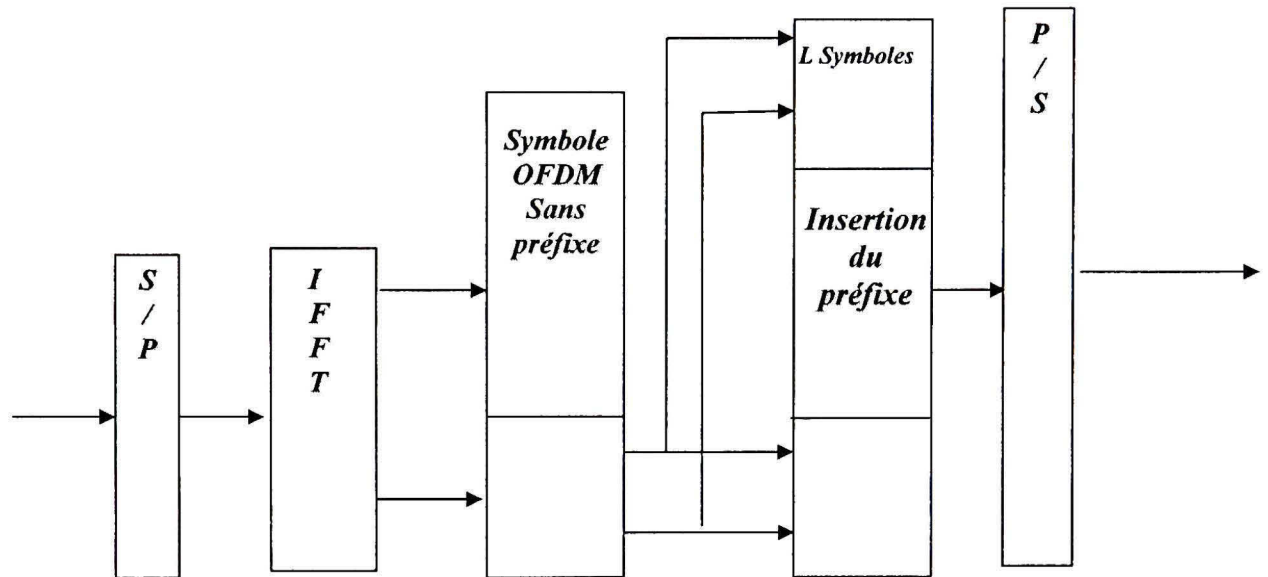 S
/
P
I
F
F
T
Symbole
OFDM
Sans
préfixe
L Symboles
Insertion
du
préfixe
P
/
S